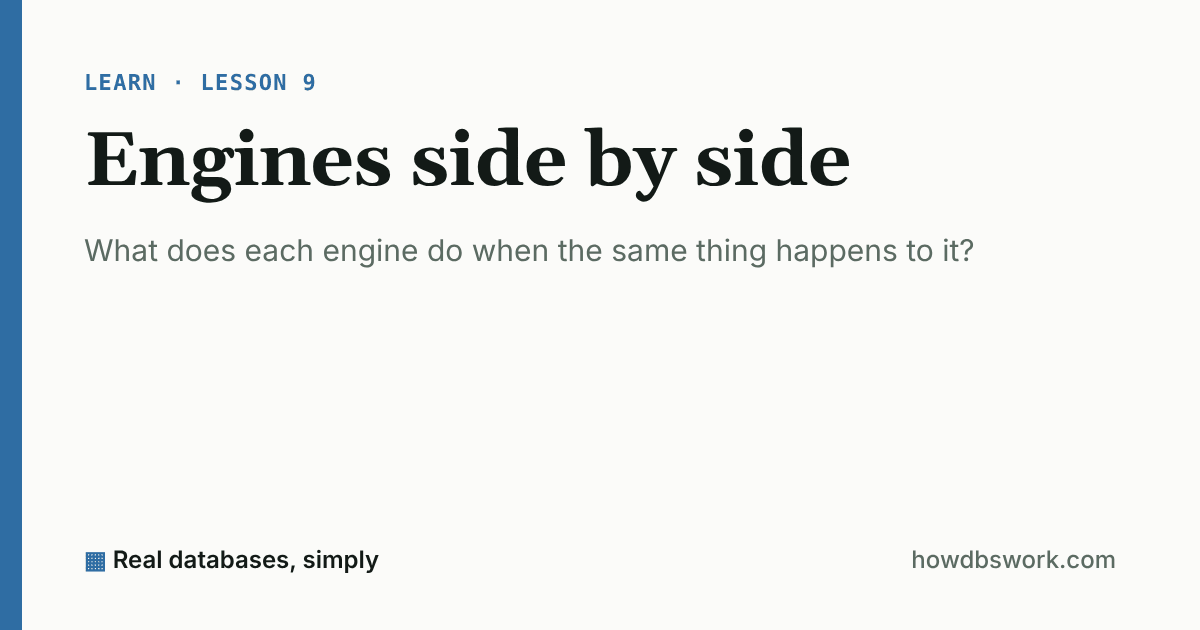 LEARN · LESSON 9
Engines side by side
What does each engine do when the same thing happens to it?
Real databases, simply
howdbswork.com